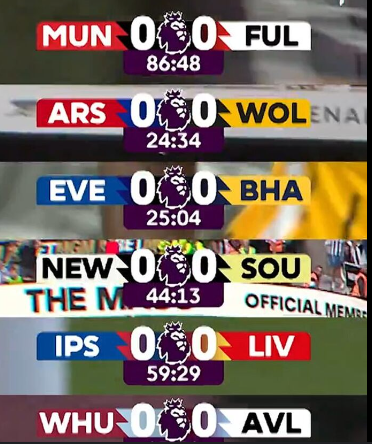 MUN 0 0 FUL
86:48
ARS 0 0 WOL
ENA
24:34
EVE 0 0 BHA
25:04
NEW 0 0 SOU
THE M
44:13
OFFICIAL MEMBE
IPS 0 0 LIV
59:29
WHU 0 0 AVL